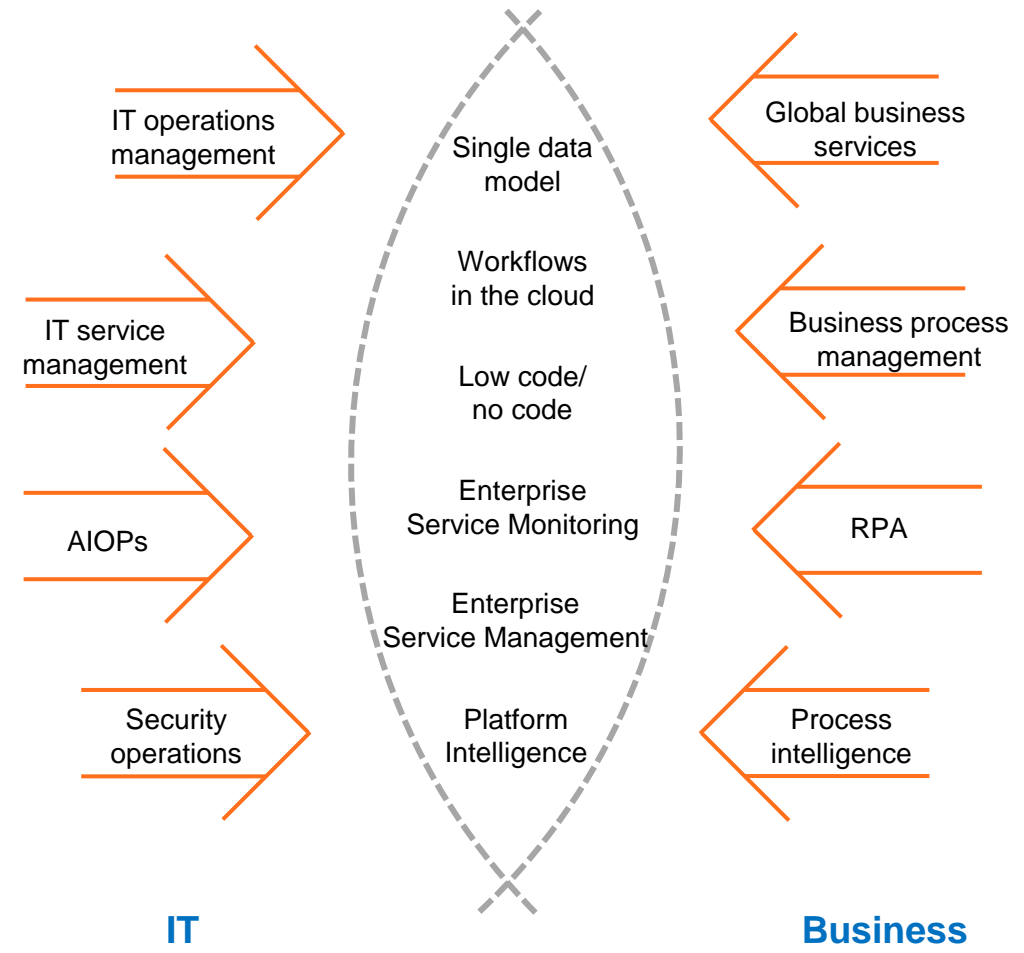 IT operations
management
IT service
management
AIOPs
Security
operations
Single data
model
Workflows
in the cloud
Low code/
no code
Enterprise
Service Monitoring
Enterprise
Service Management
Platform
Intelligence
Global business
services
Business process
management
RPA
Process
intelligence
IT
Business